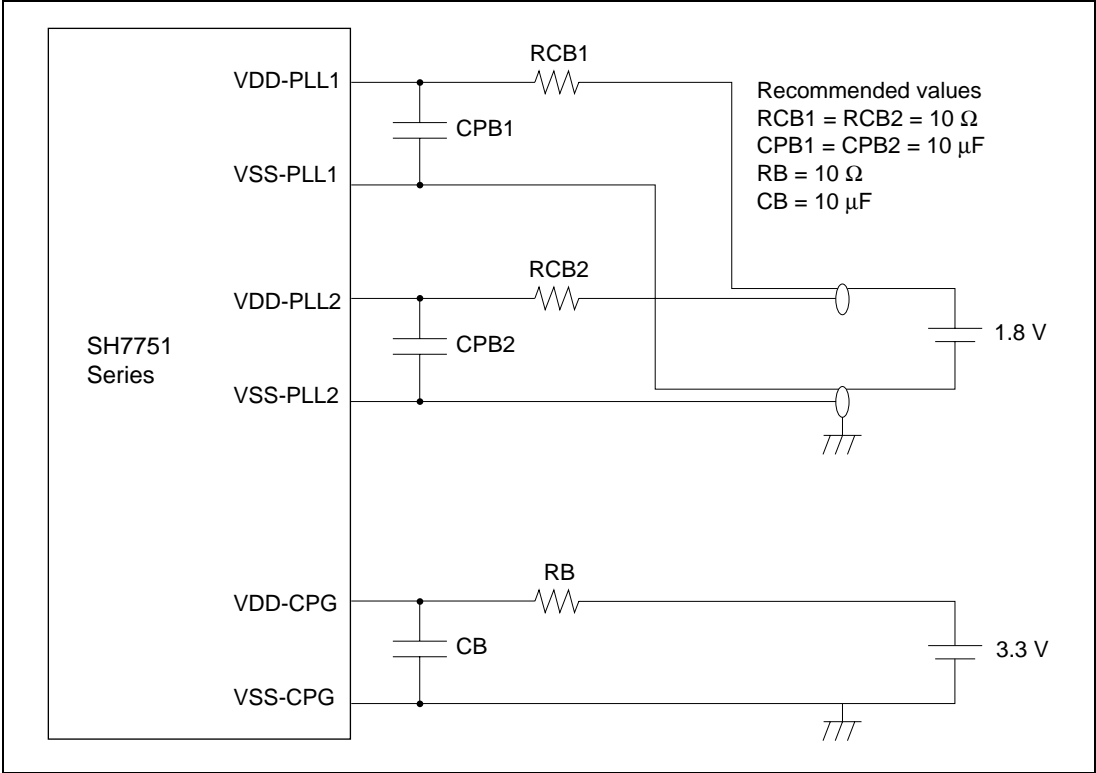 RCB1
VDD-PLL1
Recommended values
RCB1 = RCB2 = 10 Ω
CPB1 = CPB2 = 10 μF
RB = 10 Ω
CB = 10 μF
CPB1
VSS-PLL1
RCB2
VDD-PLL2
CPB2
1.8 V
SH7751
Series
VSS-PLL2
RB
VDD-CPG
CB
3.3 V
VSS-CPG